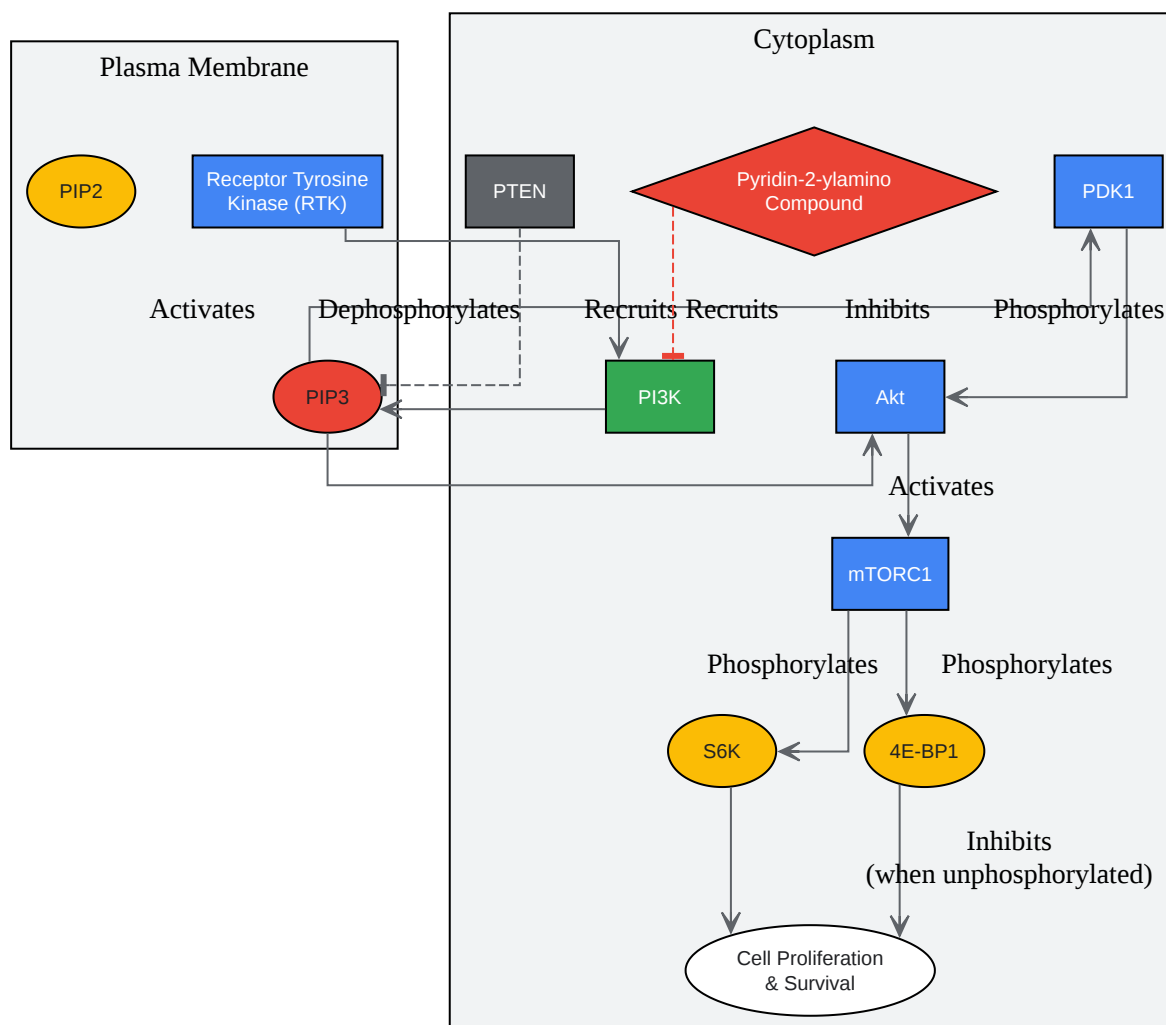 Cytoplasm
Plasma Membrane
PIP2
Receptor Tyrosine
Kinase (RTK)
PTEN
Pyridin-2-ylamino
Compound
PDK1
Activates
Dephosphorylates
Recruits
Recruits
Inhibits
Phosphorylates
PIP3
PI3K
Akt
Activates
mTORC1
Phosphorylates
Phosphorylates
S6K
4E-BP1
Inhibits
(when unphosphorylated)
Cell Proliferation
& Survival